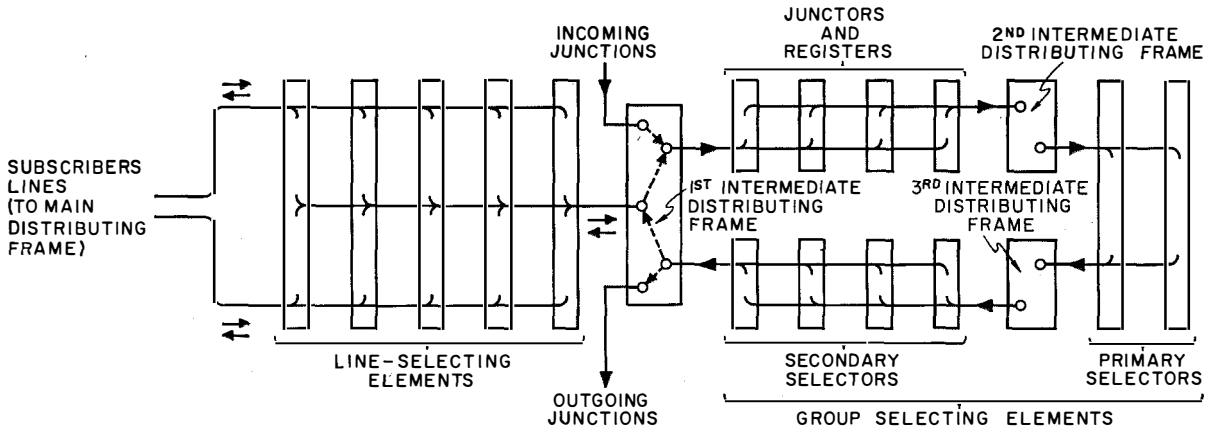 INCOMING
JUNCTIONS
JUNCTORS
AND
REGISTERS
2ND INTERMEDIATE
DISTRIBUTING
FRAME
SUBSCRIBERS
LINES
(TO MAIN
DISTRIBUTING
FRAME)
1ST INTERMEDIATE
DISTRIBUTING
FRAME
3RD INTERMEDIATE
DISTRIBUTING
FRAME
LINE-SELECTING
ELEMENTS
OUTGOING
JUNCTIONS
SECONDARY
SELECTORS
PRIMARY
SELECTORS
GROUP SELECTING ELEMENTS